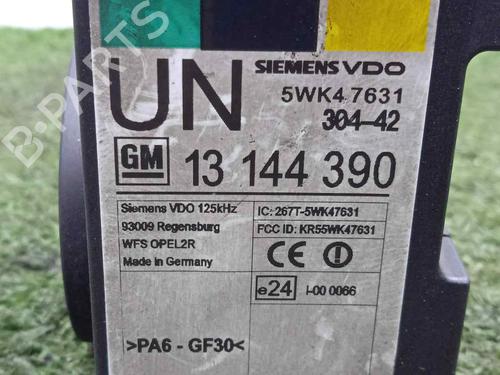 UN
SIEMENS VDO
5WK4 7631
304-42
GM 13 144 390
Siemens VDO 125kHz
93009 Regensburg
WFS OPEL2R
Made in Germany
IC: 267T-5WK47631
FCC ID: KR55WK47631
CE
e24 I-00 0066
>PA6 - GF30<
B-PARTS